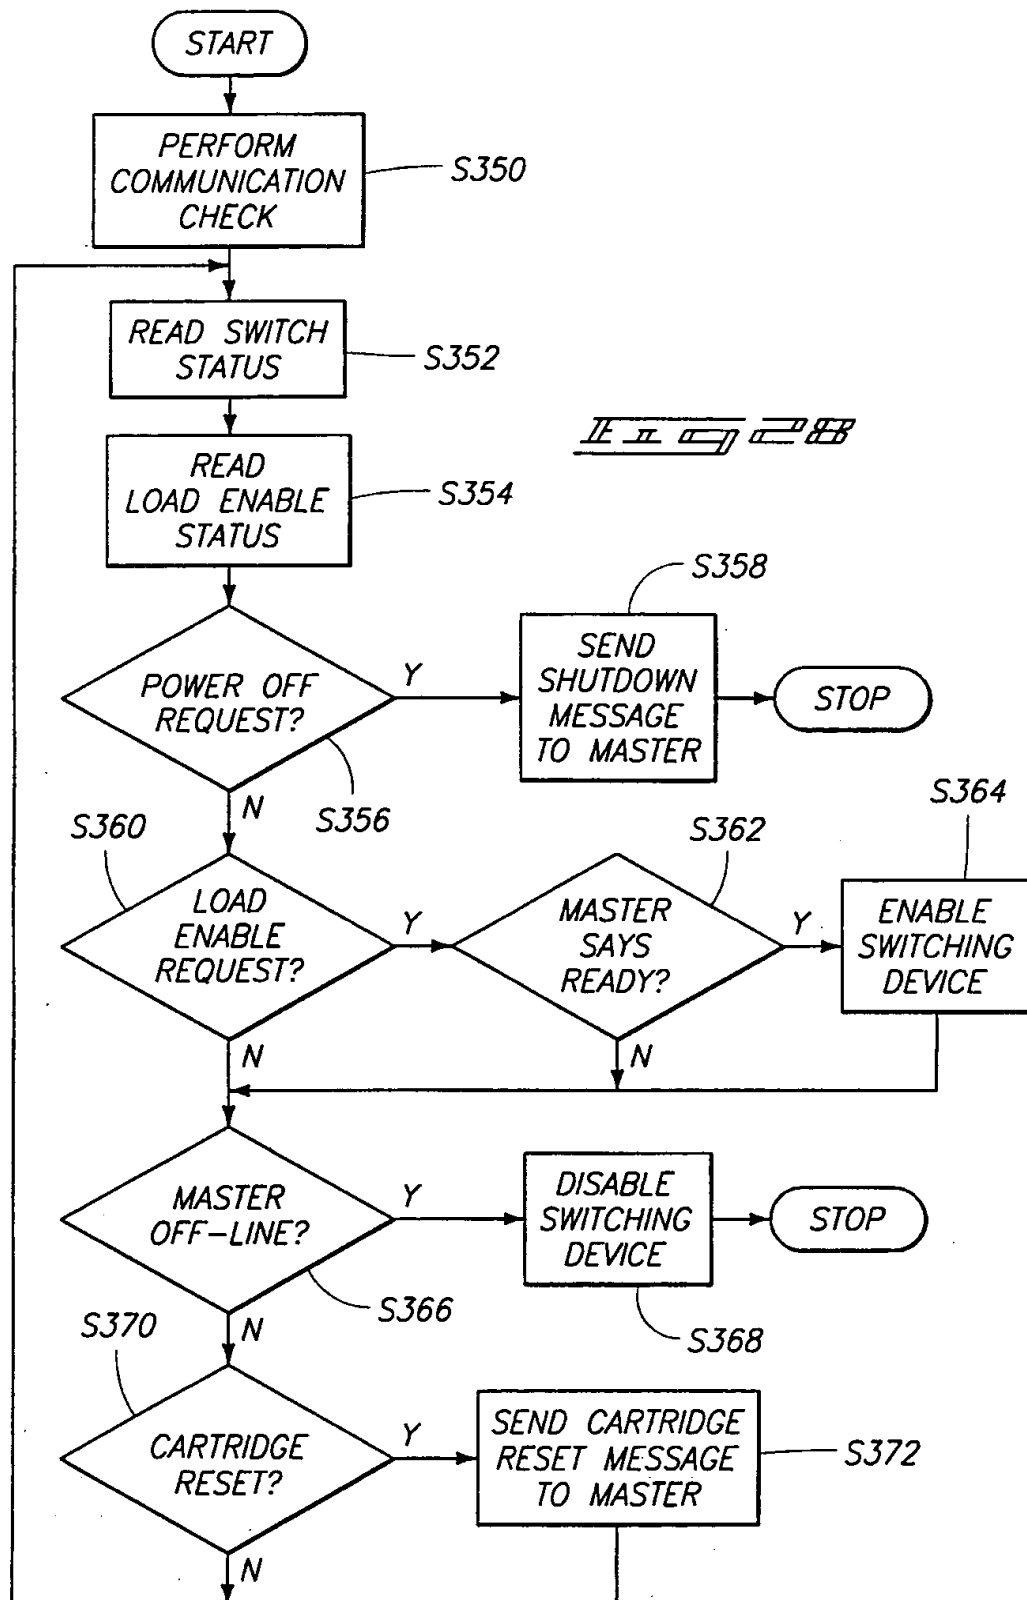 START
PERFORM
COMMUNICATION
CHECK
S350
READ SWITCH
STATUS
S352
Fig 28
READ
LOAD ENABLE
STATUS
S354
S358
SEND
SHUTDOWN
MESSAGE
TO MASTER
STOP
POWER OFF
REQUEST?
Y
N
S356
S360
LOAD
ENABLE
REQUEST?
Y
N
S362
MASTER
SAYS
READY?
Y
N
S364
ENABLE
SWITCHING
DEVICE
MASTER
OFF-LINE?
Y
N
S366
DISABLE
SWITCHING
DEVICE
S368
STOP
S370
CARTRIDGE
RESET?
Y
N
SEND CARTRIDGE
RESET MESSAGE
TO MASTER
S372